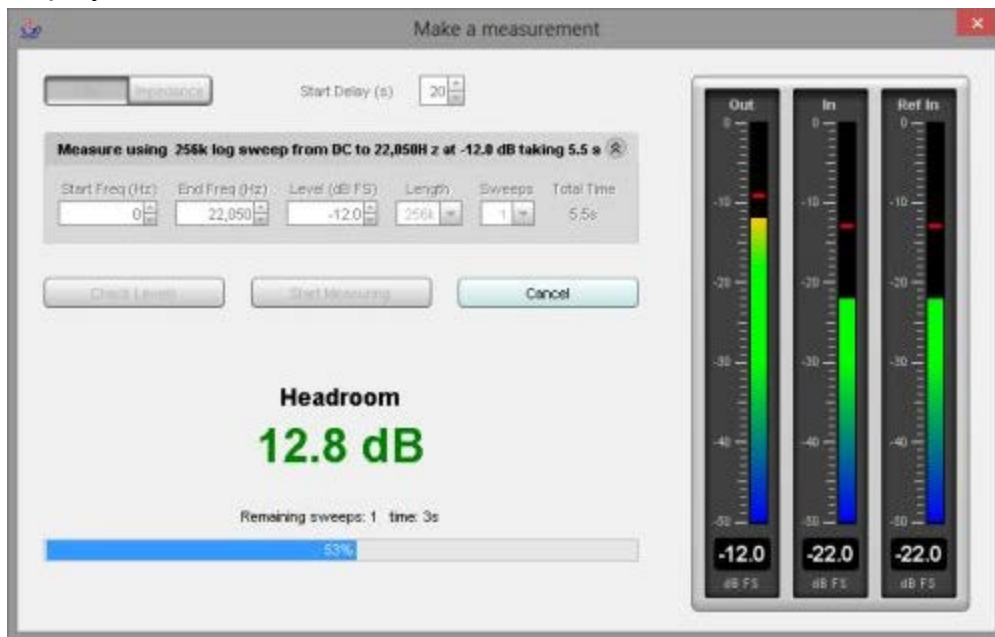 Make a measurement
Impedance
Start Delay (s) 20
Measure using 256k log sweep from DC to 22,050H z at -12.0 dB taking 5.5 s
Start Freq (Hz) End Freq (Hz) Level (dB FS) Length Sweeps Total Time
0 22,050 -12.0 256k 1 5.5s
Check Levels Start Measuring Cancel
Headroom
12.8 dB
Remaining sweeps: 1 time: 3s
53%
Out In Ref In
0 0 0
-10 -10 -10
-20 -20 -20
-30 -30 -30
-40 -40 -40
-50 -50 -50
-12.0 -22.0 -22.0
dB FS dB FS dB FS